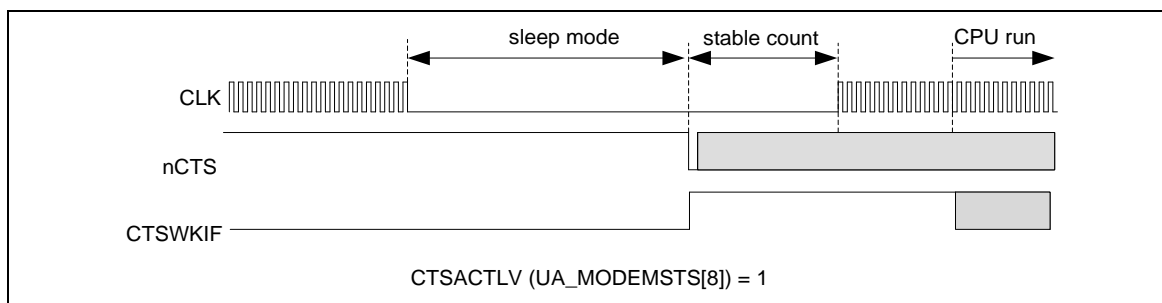 sleep mode
stable count
CPU run
CLK
nCTS
CTSWKIF
CTSACTLV (UA_MODEMSTS[8]) = 1